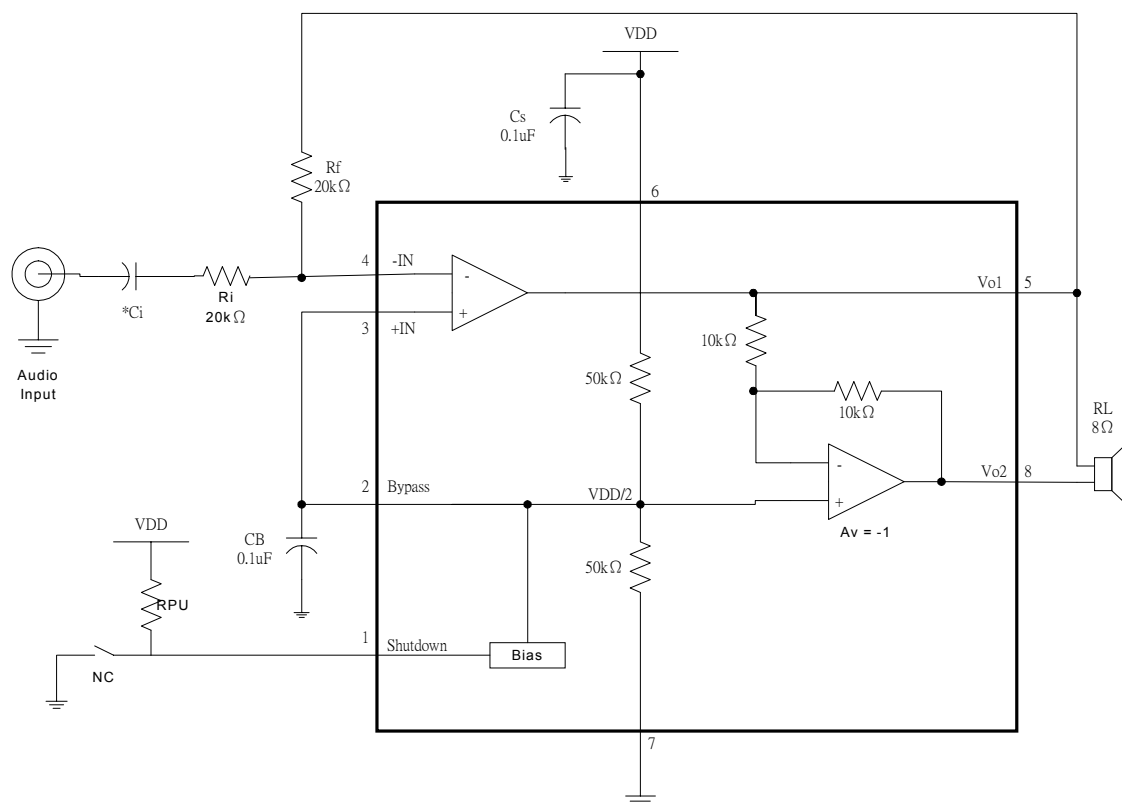 VDD
Cs
0.1uF
Rf
20kΩ
6
4
-IN
-
Vo1
5
*Ci
Ri
20kΩ
3
+IN
+
10kΩ
Audio
Input
50kΩ
10kΩ
RL
8Ω
-
2
Bypass
VDD/2
+
Vo2
8
VDD
CB
0.1uF
Av = -1
50kΩ
RPU
1
Shutdown
Bias
NC
7